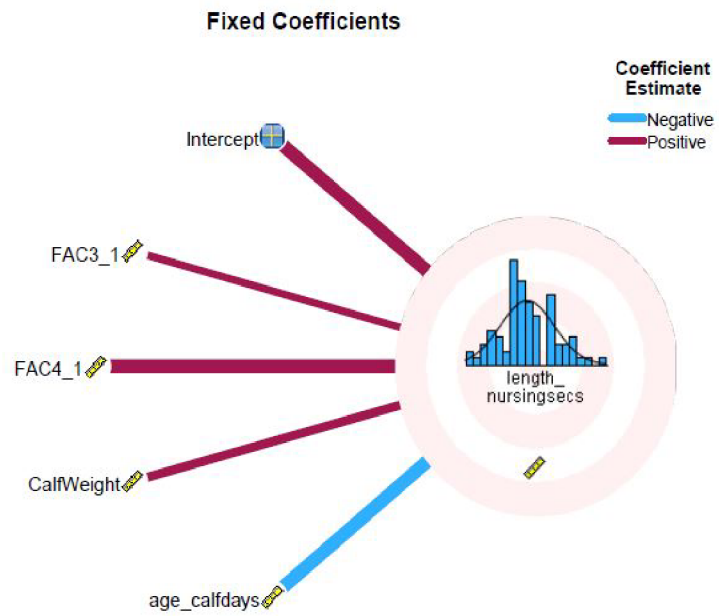 Fixed Coefficients
Coefficient
Estimate
Negative
Positive
Intercept
FAC3_1
FAC4_1
length_
nursingsecs
CalfWeight
age_calfdays